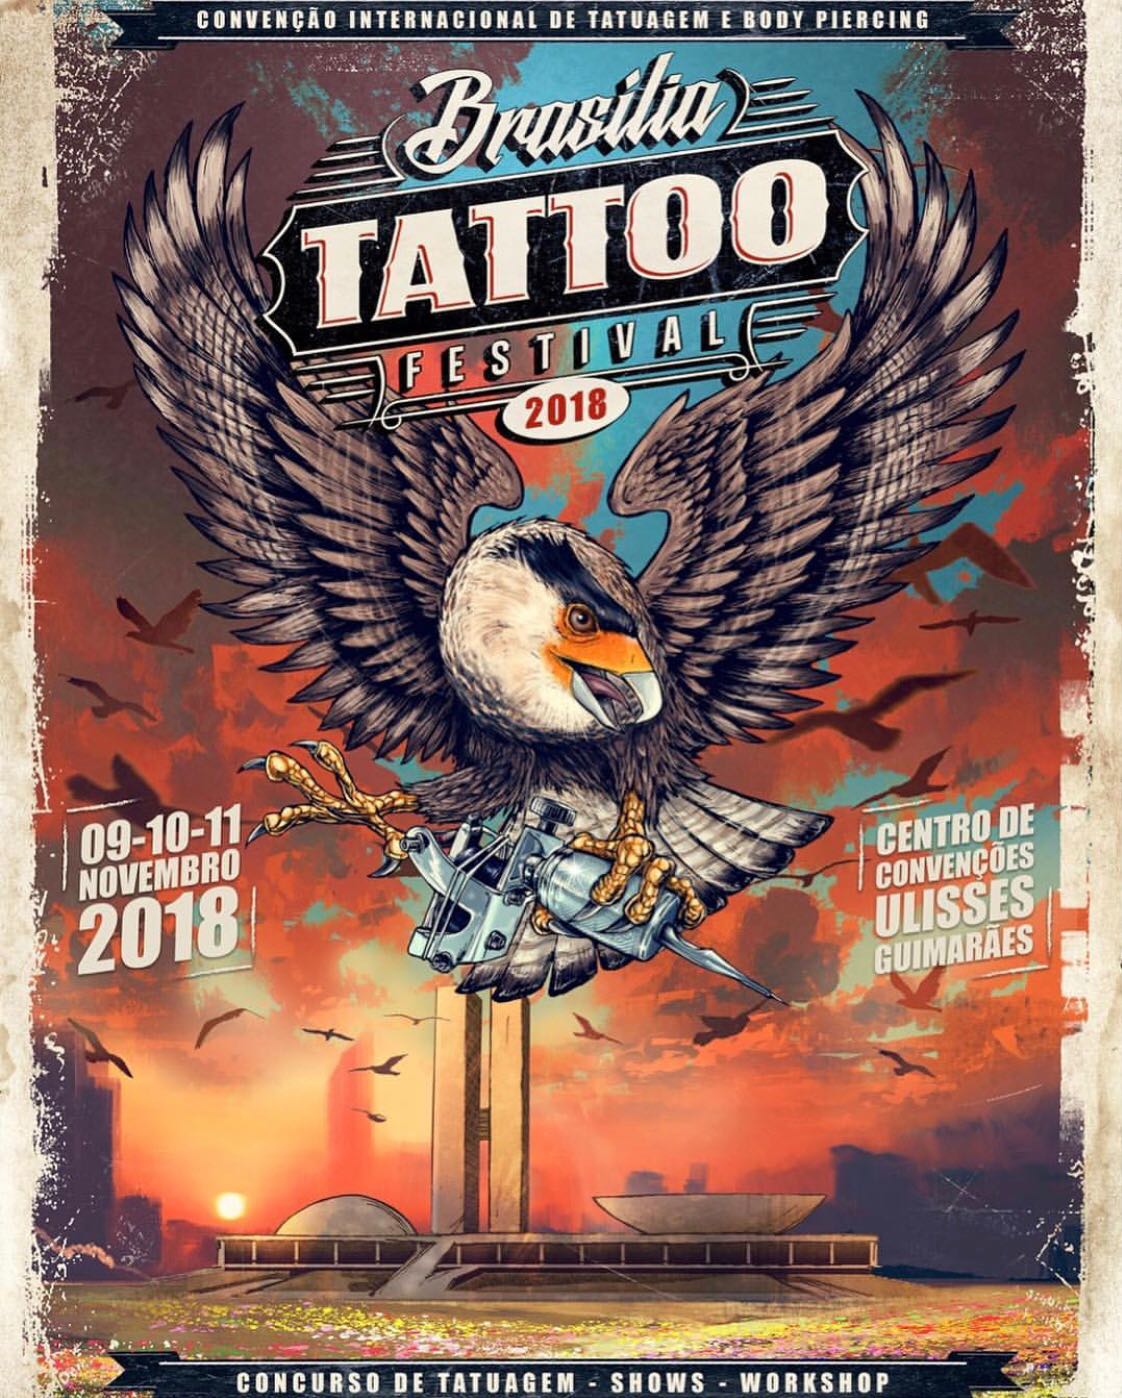 CONVENÇÃO INTERNACIONAL DE TATUAGEM E BODY PIERCING
Brasilia
TATTOO
FESTIVAL
2018
09-10-11
NOVEMBRO
2018
CENTRO DE
CONVENÇÕES
ULISSES
GUIMARÃES
CONCURSO DE TATUAGEM - SHOWS - WORKSHOP